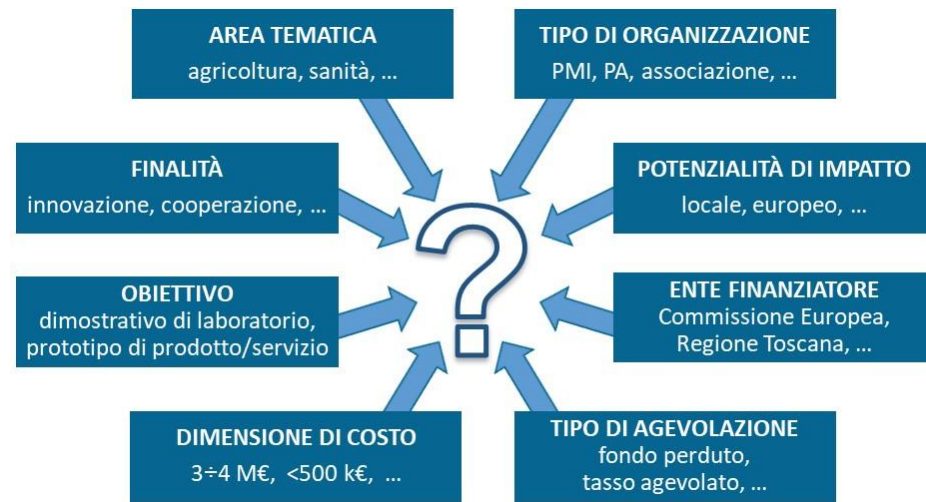 AREA TEMATICA
agricoltura, sanità, ...
TIPO DI ORGANIZZAZIONE
PMI, PA, associazione, ...
FINALITÀ
innovazione, cooperazione, ...
POTENZIALITÀ DI IMPATTO
locale, europeo, ...
OBIETTIVO
dimostrativo di laboratorio,
prototipo di prodotto/servizio
ENTE FINANZIATORE
Commissione Europea,
Regione Toscana, ...
DIMENSIONE DI COSTO
3÷4 M€, <500 k€, ...
TIPO DI AGEVOLAZIONE
fondo perduto,
tasso agevolato, ...
?